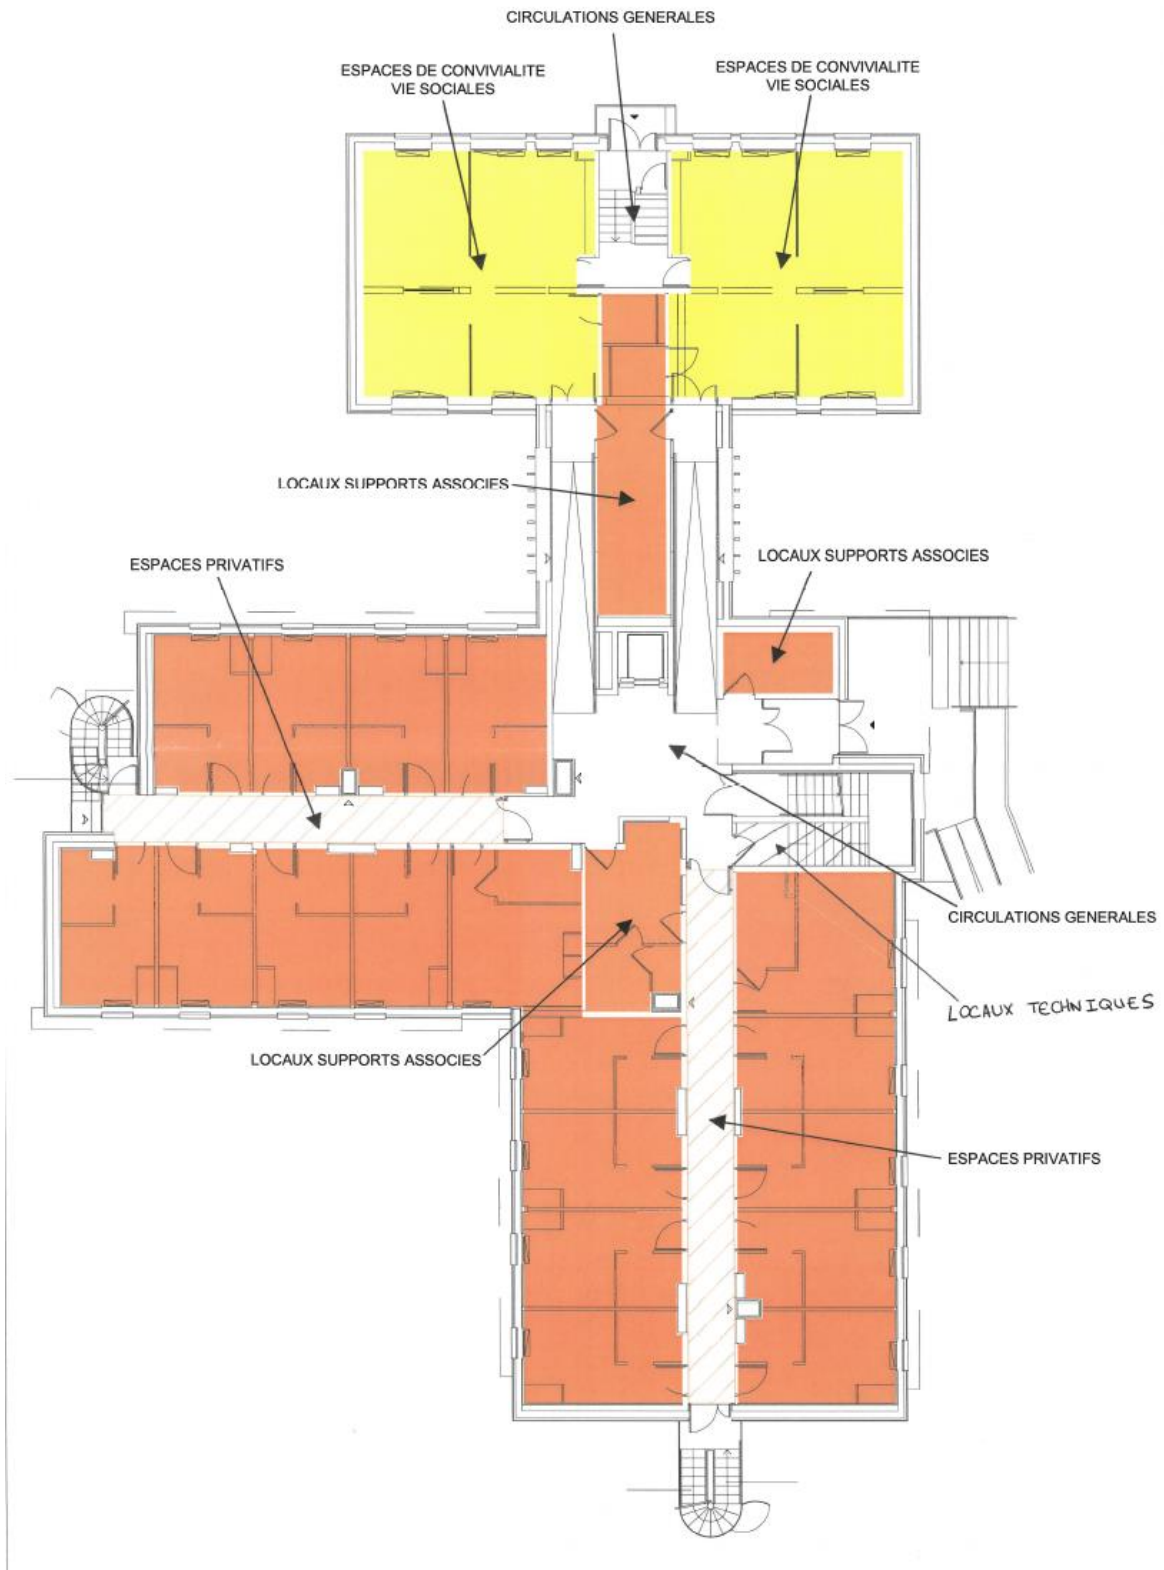 CIRCULATIONS GENERALES
ESPACES DE CONVIVIALITE
VIE SOCIALES
ESPACES DE CONVIVIALITE
VIE SOCIALES
LOCAUX SUPPORTS ASSOCIES
LOCAUX SUPPORTS ASSOCIES
ESPACES PRIVATIFS
CIRCULATIONS GENERALES
LOCAUX TECHNIQUES
LOCAUX SUPPORTS ASSOCIES
ESPACES PRIVATIFS